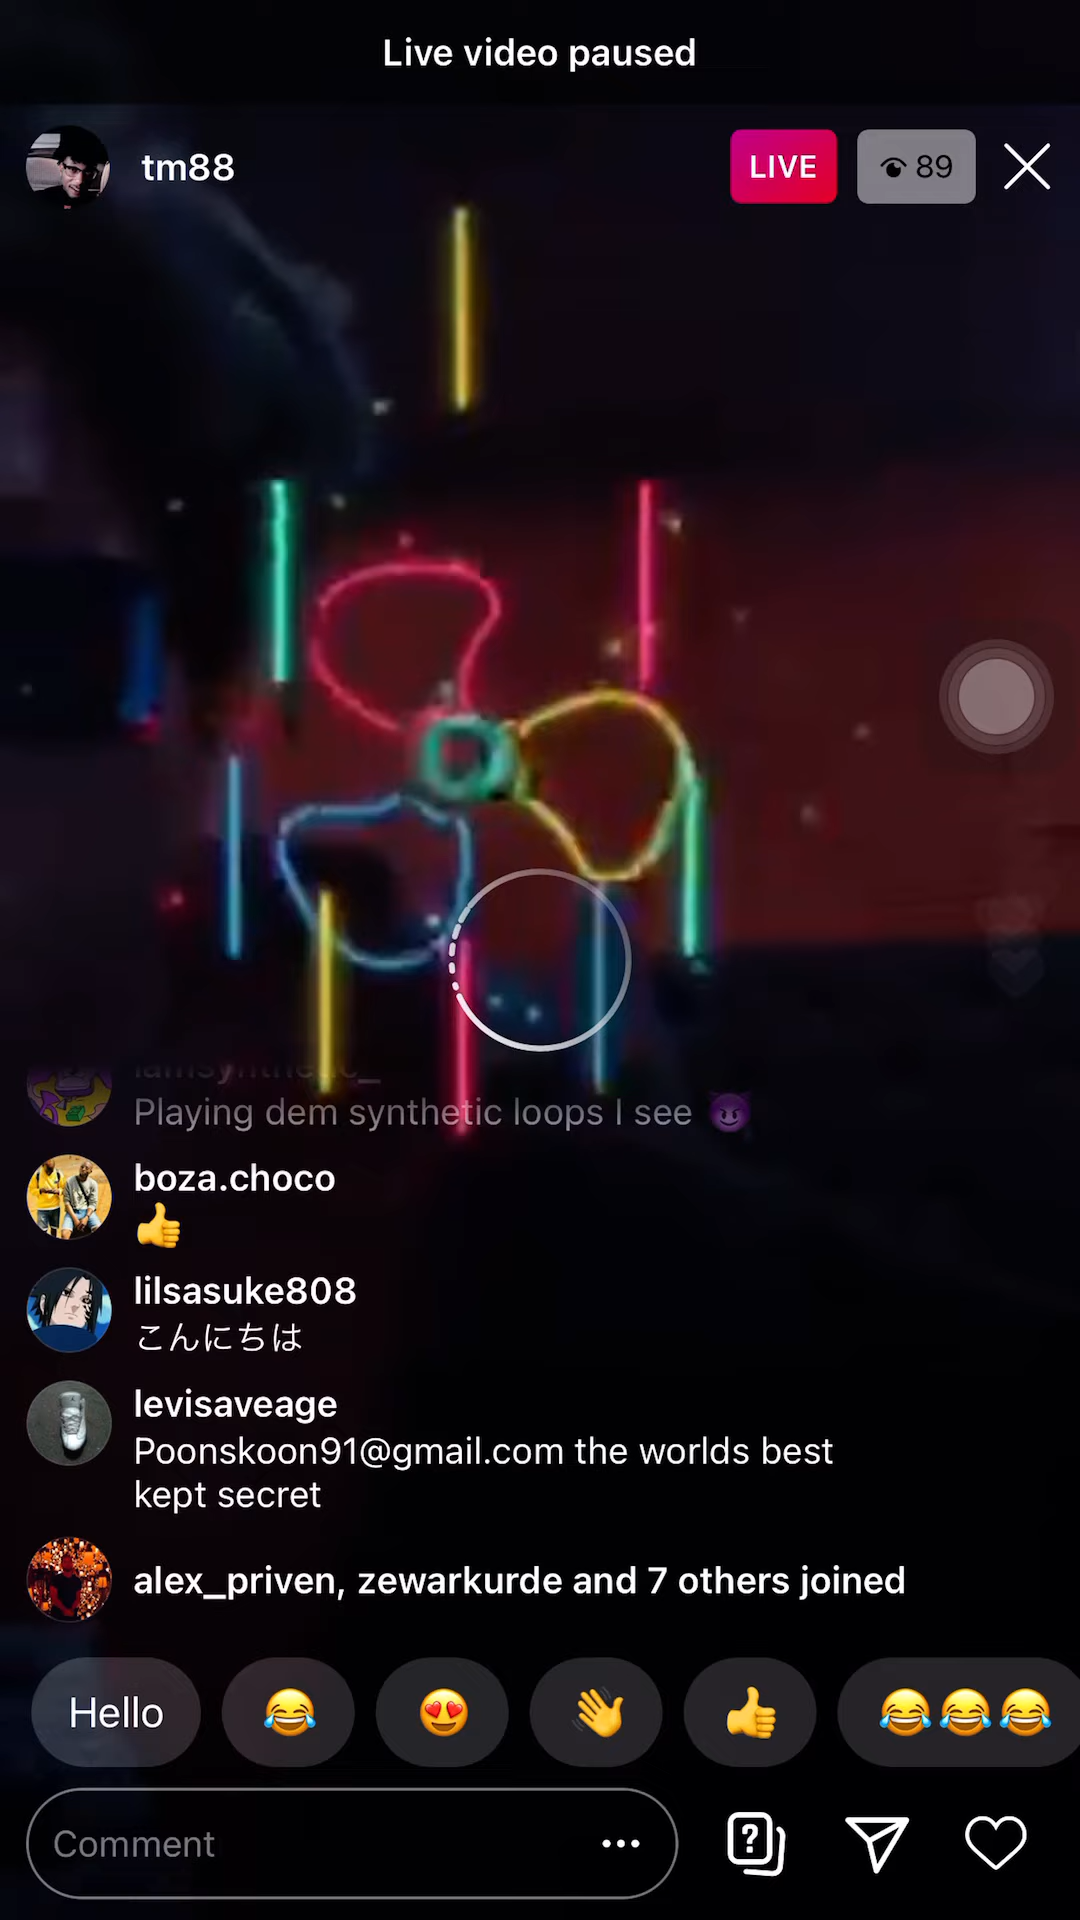 Live video paused
tm88
LIVE
89
iamsynthetic_
Playing dem synthetic loops I see 😈
boza.choco
👍
lilsasuke808
こんにちは
levisaveage
Poonskoon91@gmail.com the worlds best
kept secret
alex_priven, zewarkurde and 7 others joined
Hello 😂 😍 👋 👍 😂😂😂
Comment